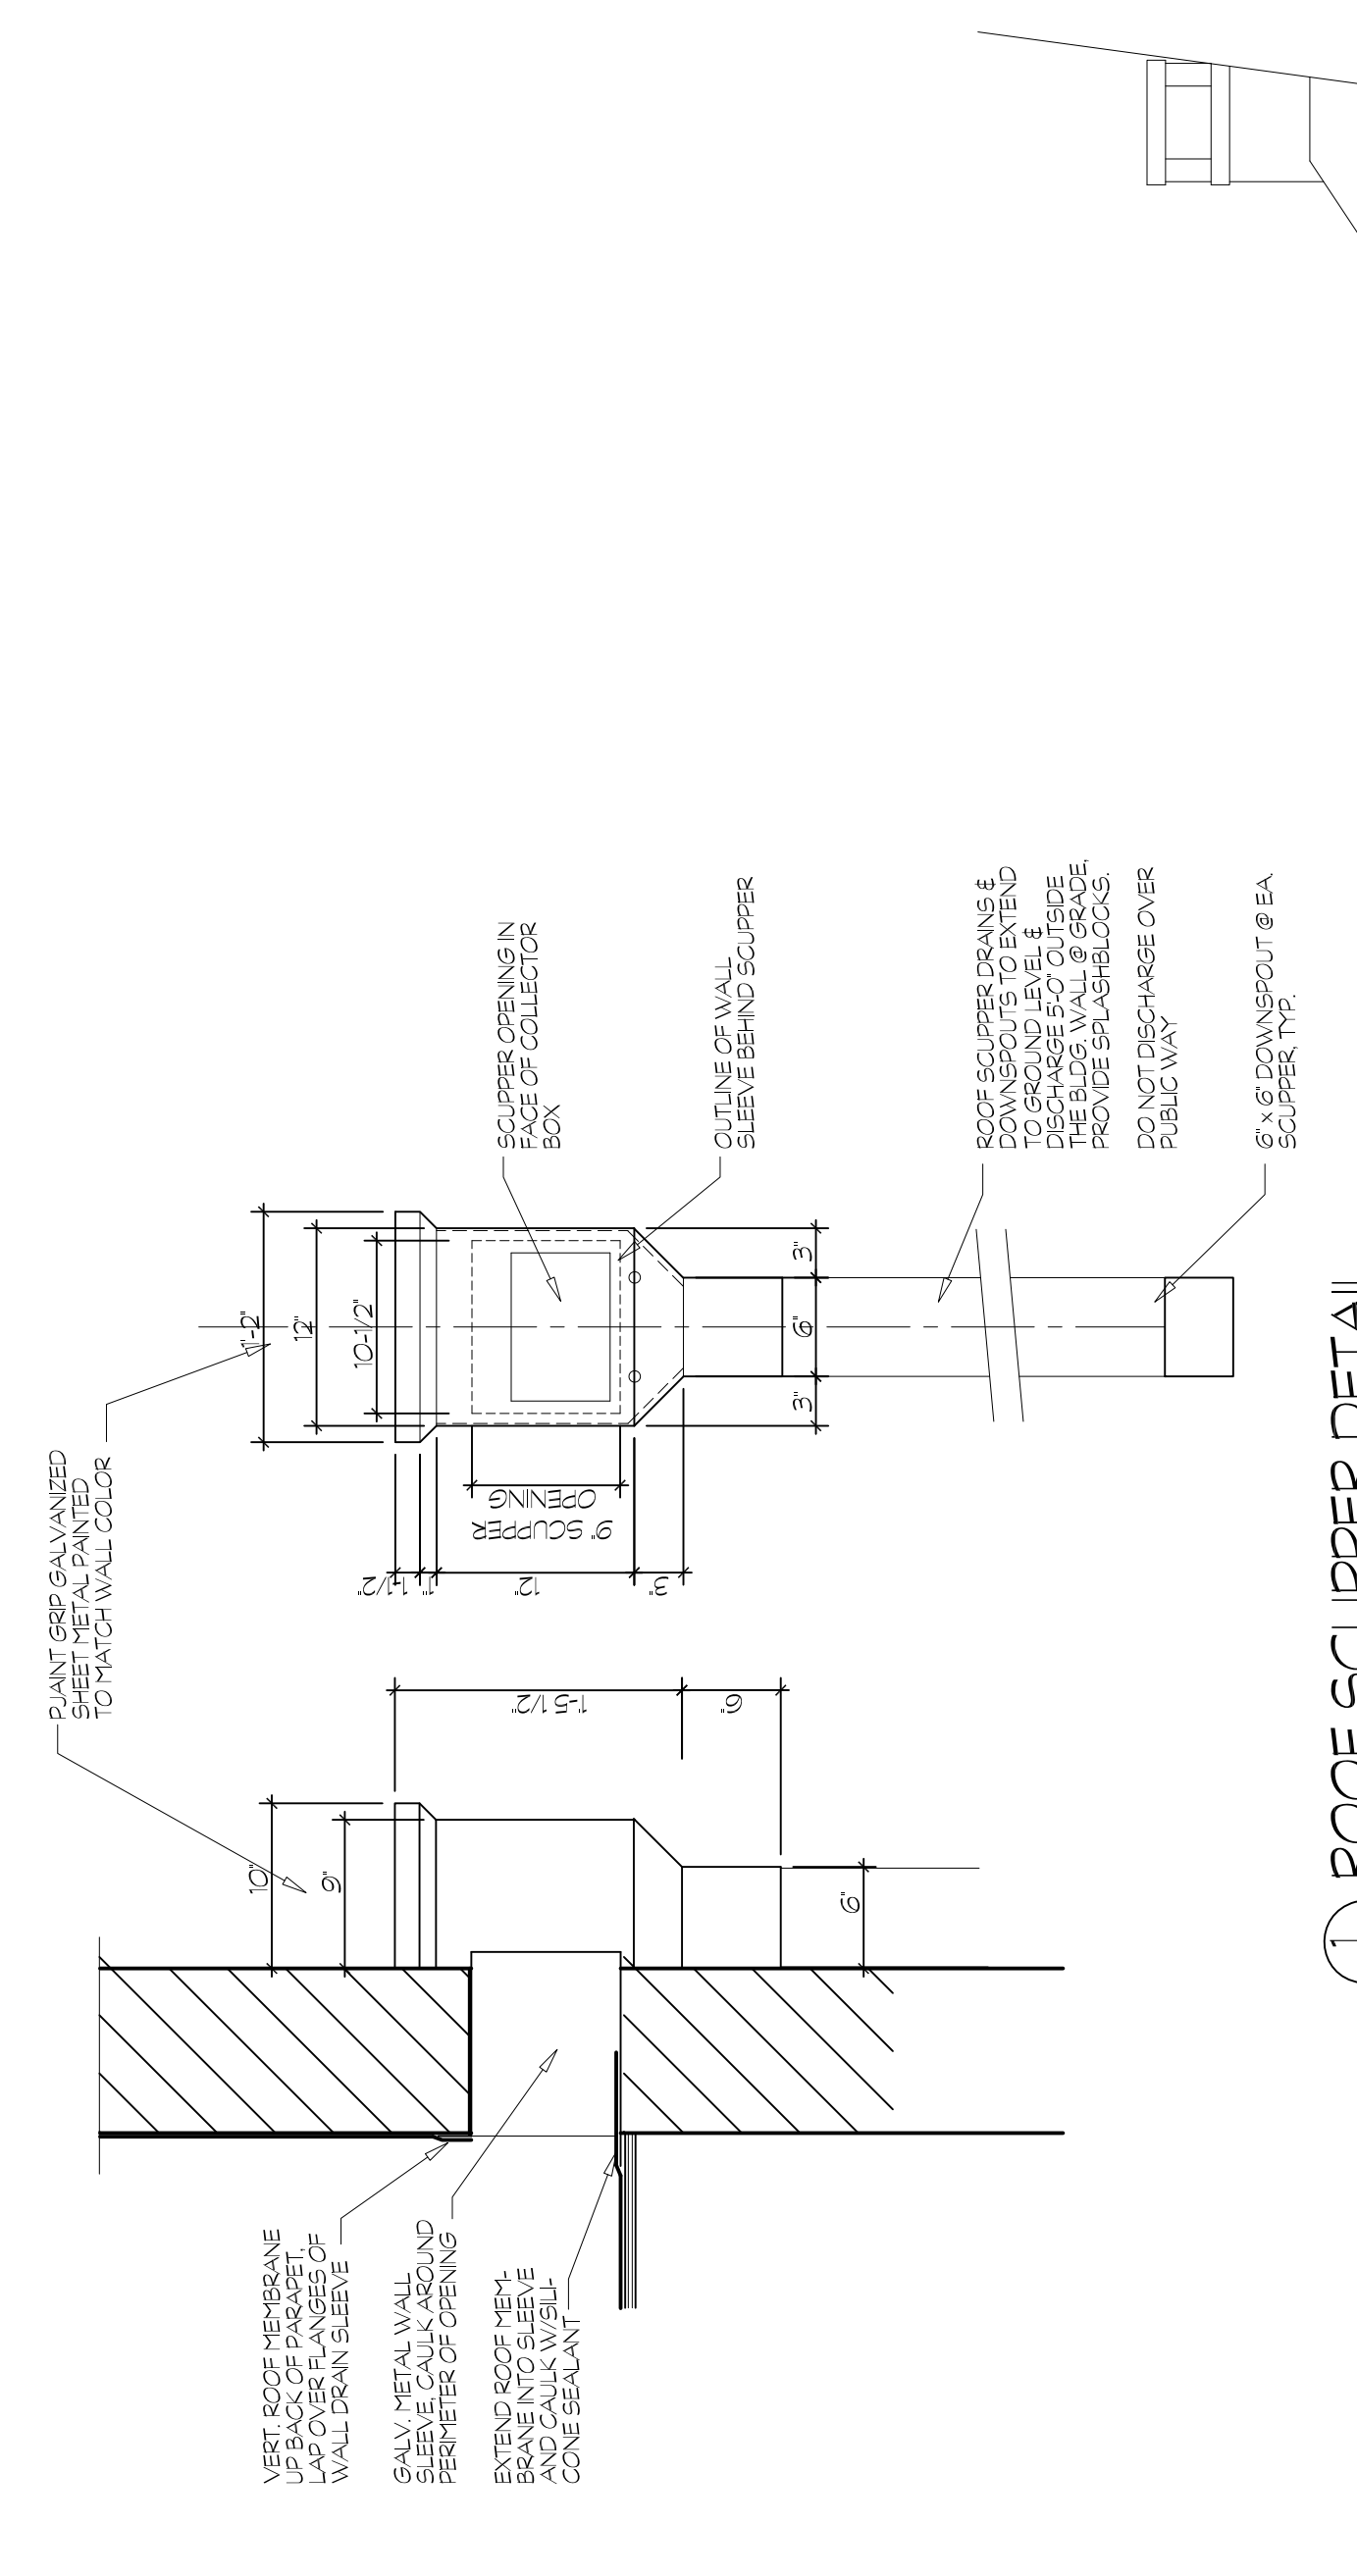 PJAINT GRIP GALVANIZED
SHEET METAL PAINTED
TO MATCH WALL COLOR
VERT. ROOF MEMBRANE
UP BACK OF PARAPET,
LAP OVER FLANGES OF
WALL DRAIN SLEEVE
GALV. METAL WALL
SLEEVE, CAULK AROUND
PERIMETER OF OPENING
EXTEND ROOF MEM-
BRANE INTO SLEEVE
AND CAULK W/SILI-
CONE SEALANT
10"
9"
6"
1'-5 1/2"
6"
1'-2"
12"
10-1/2"
1-1/2"
1"
12"
3"
9" SCUPPER
OPENING
3"
6"
3"
SCUPPER OPENING IN
FACE OF COLLECTOR
BOX
OUTLINE OF WALL
SLEEVE BEHIND SCUPPER
ROOF SCUPPER DRAINS &
DOWNSPOUTS TO EXTEND
TO GROUND LEVEL &
DISCHARGE 5'-0" OUTSIDE
THE BLDG. WALL @ GRADE,
PROVIDE SPLASHBLOCKS.
DO NOT DISCHARGE OVER
PUBLIC WAY
6" x 6" DOWNSPOUT @ EA.
SCUPPER, TYP.
1 ROOF SCUPPER DETAIL